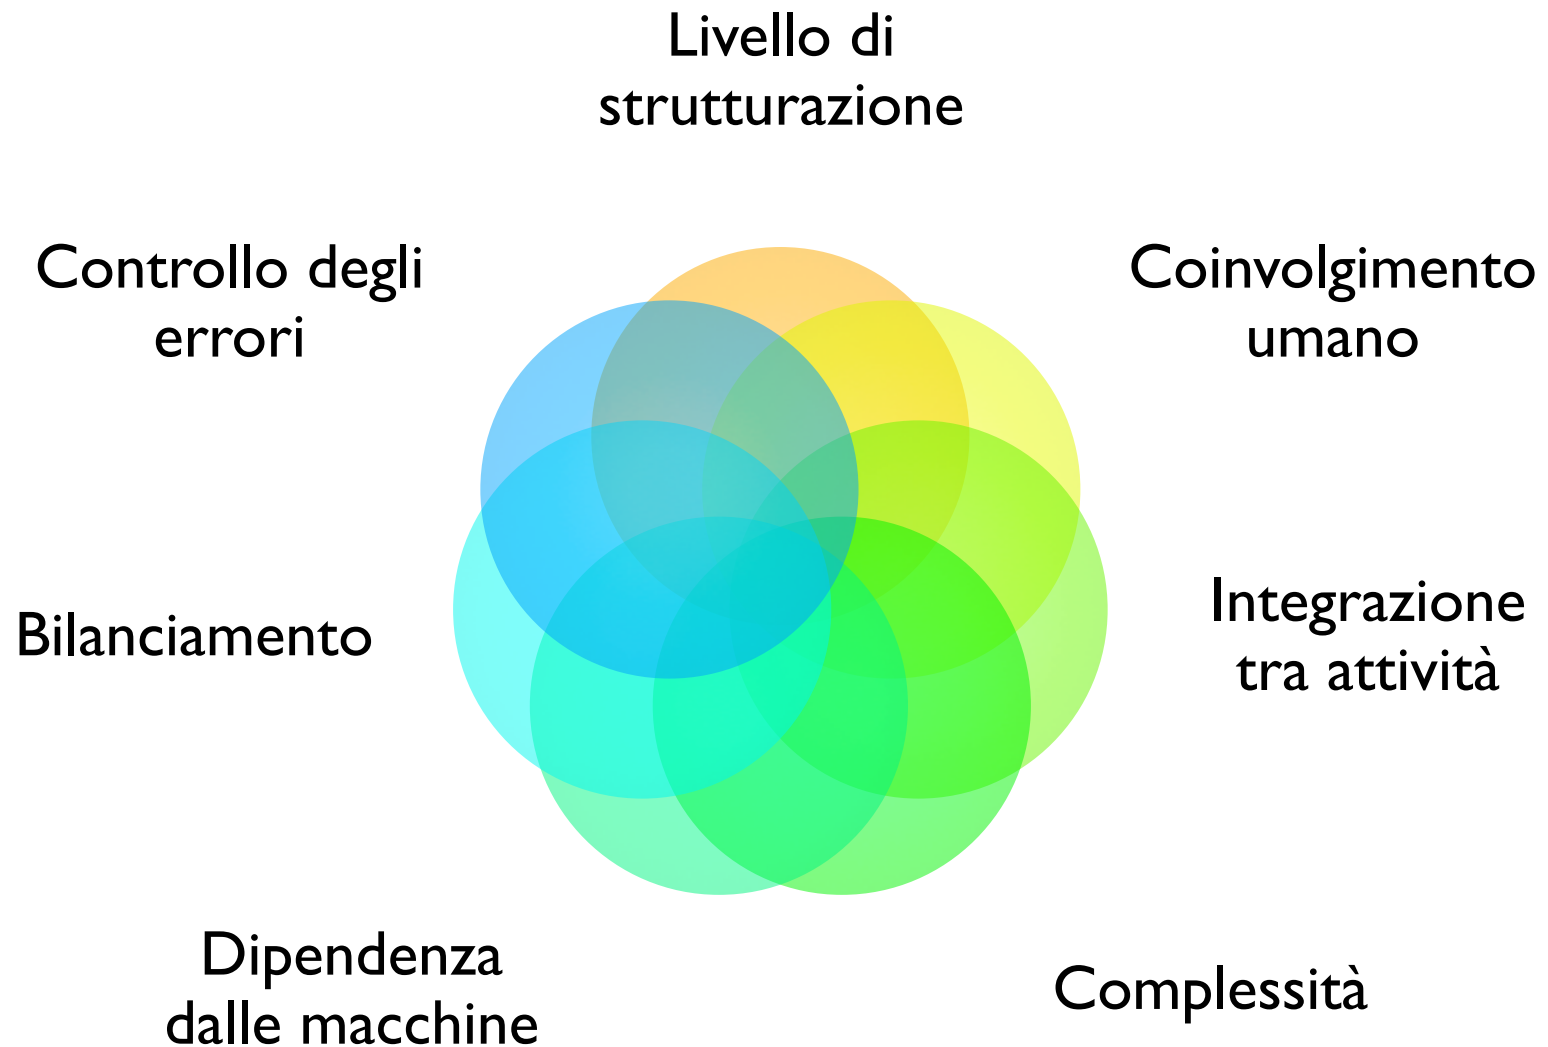 Livello di
strutturazione
Controllo degli
errori
Coinvolgimento
umano
Bilanciamento
Integrazione
tra attività
Dipendenza
dalle macchine
Complessità